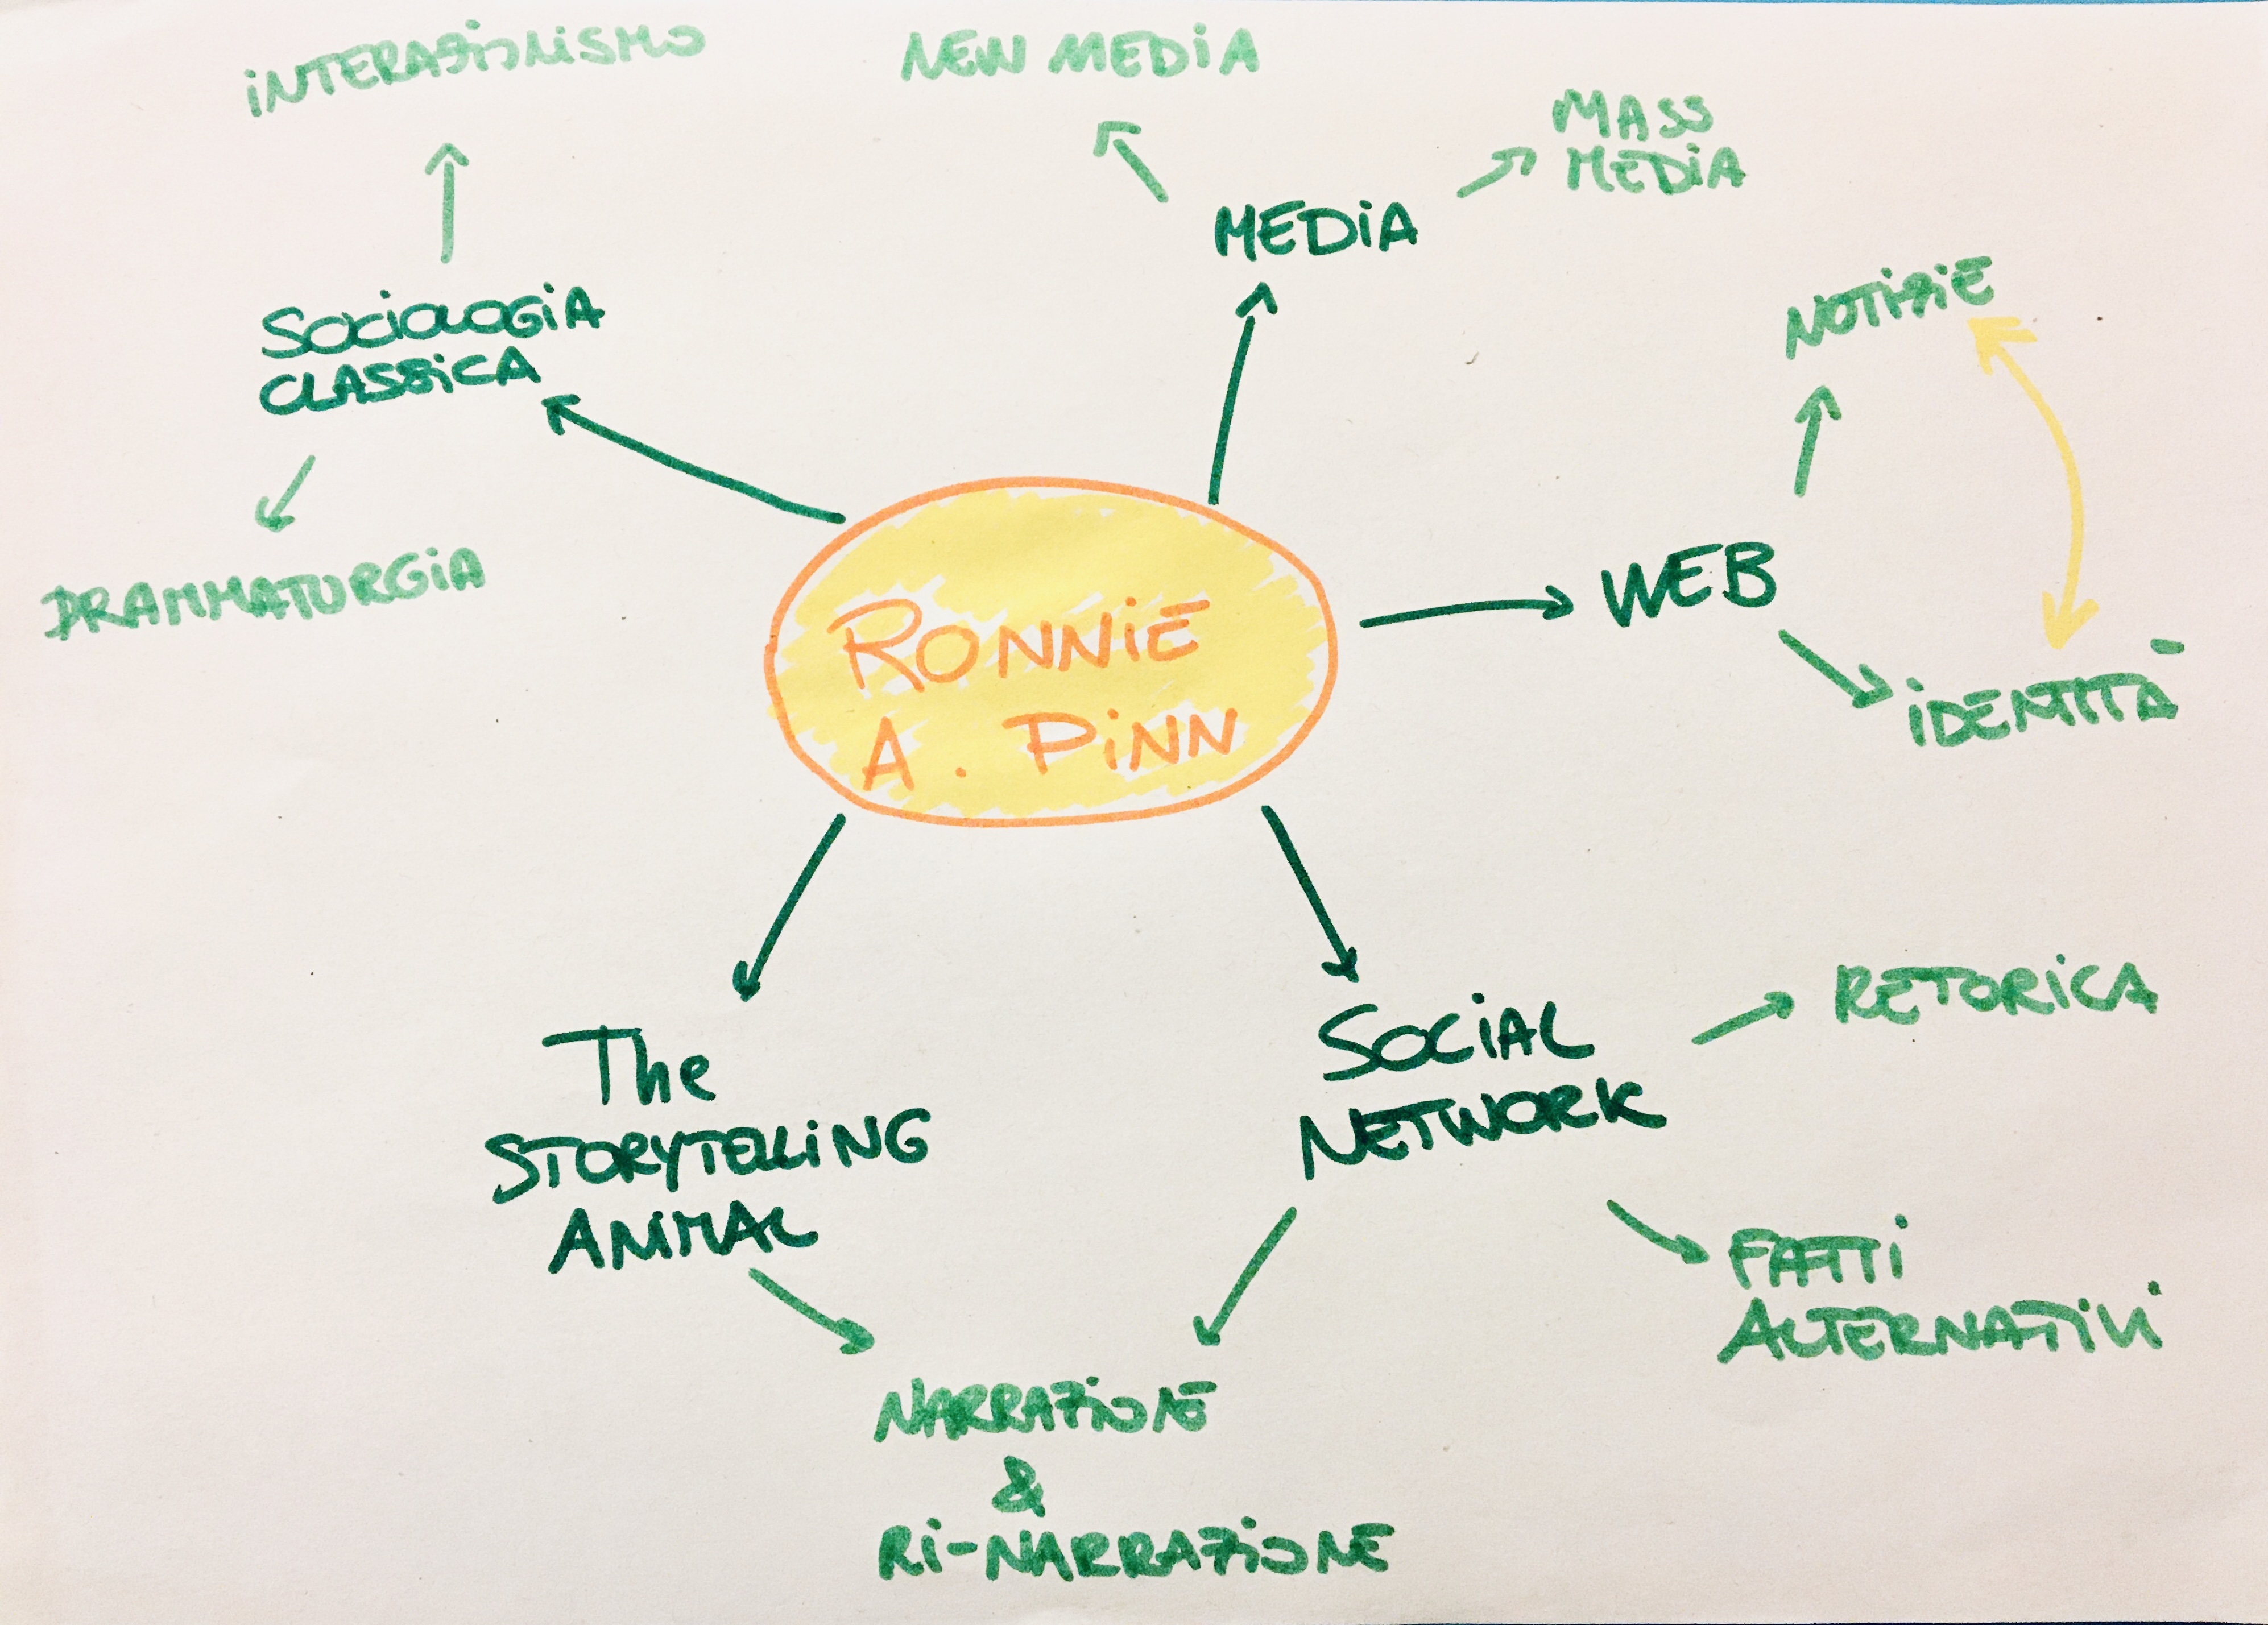 INTERAZIONISMO
NEW MEDIA
MASS
MEDIA
MEDIA
NOTIZIE
SOCIOLOGIA
CLASSICA
DRAMMATURGIA
WEB
RONNIE
A. PINN
IDENTITÀ
RETORICA
The
STORYTELLING
ANIMAL
SOCIAL
NETWORK
FATTI
ALTERNATIVI
NARRAZIONE
&
RI-NARRAZIONE